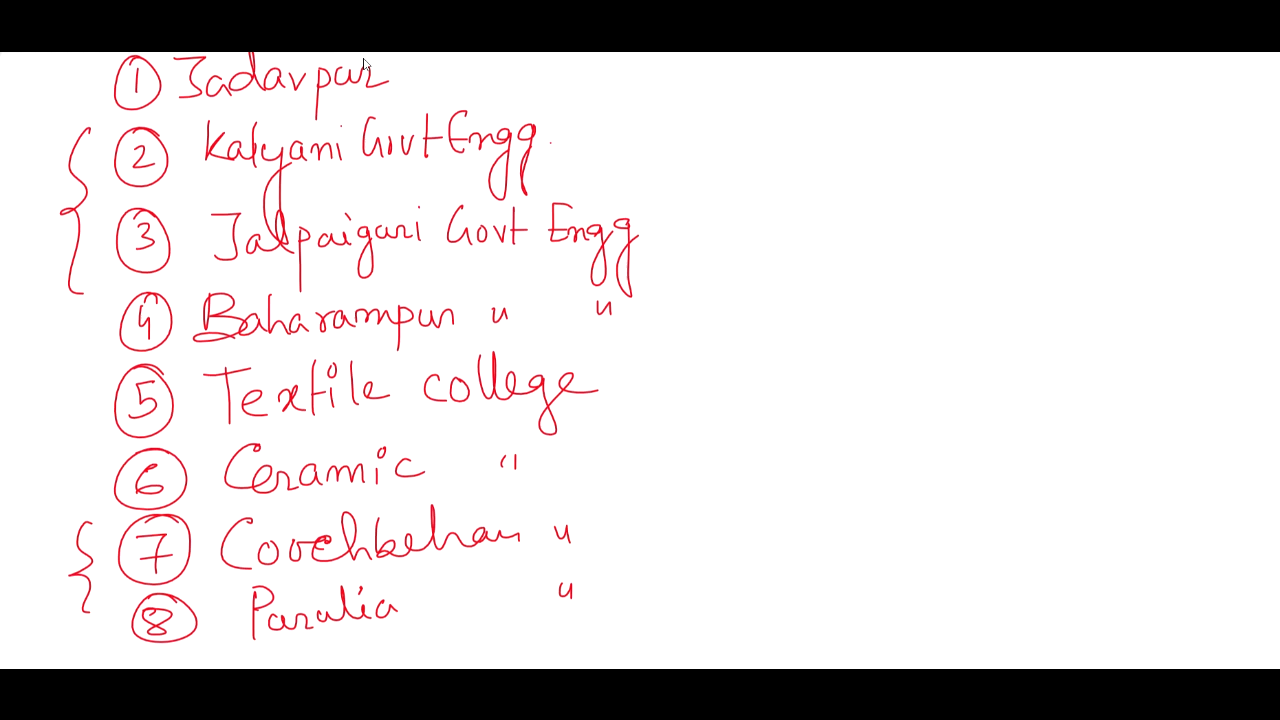 ① Jadavpur
② Kalyani Govt Engg.
③ Jalpaiguri Govt Engg
④ Baharampur " "
⑤ Textile college
⑥ Ceramic "
⑦ Coochbehar "
⑧ Purulia "